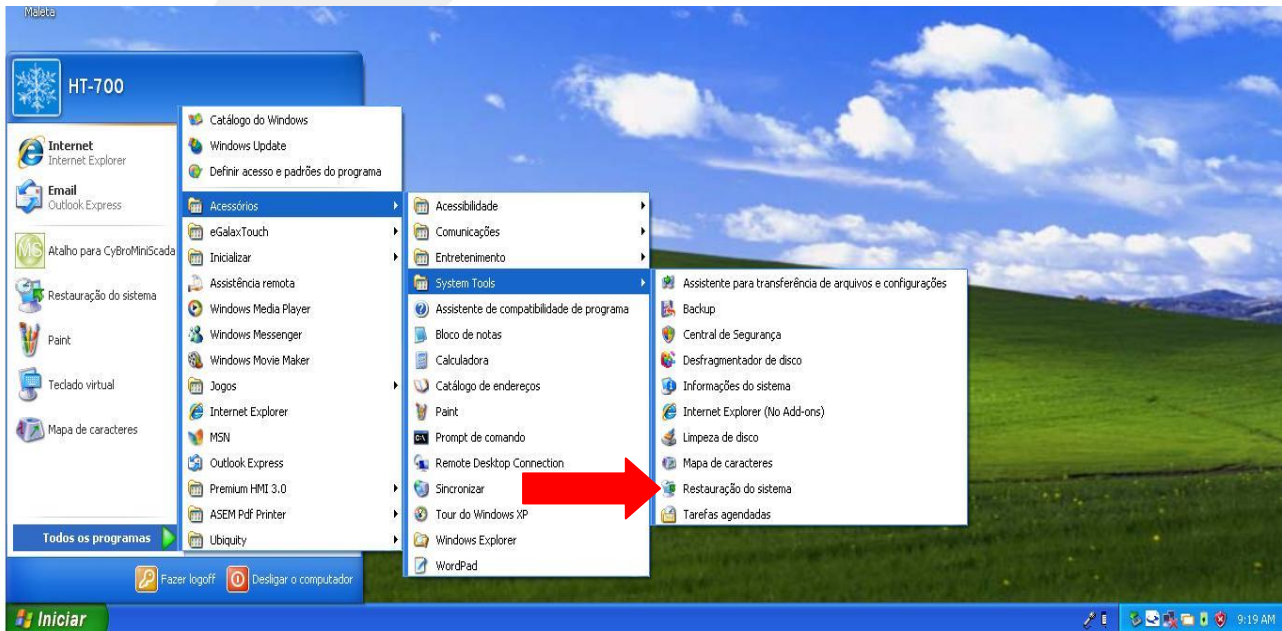 Maleta
HT-700
Internet
Internet Explorer
Email
Outlook Express
Atalho para CyBroMiniScada
Restauração do sistema
Paint
Teclado virtual
Mapa de caracteres
Todos os programas
Catálogo do Windows
Windows Update
Definir acesso e padrões do programa
Acessórios
eGalaxTouch
Inicializar
Assistência remota
Windows Media Player
Windows Messenger
Windows Movie Maker
Jogos
Internet Explorer
MSN
Outlook Express
Premium HMI 3.0
ASEM Pdf Printer
Ubiquity
Acessibilidade
Comunicações
Entretenimento
System Tools
Assistente de compatibilidade de programa
Bloco de notas
Calculadora
Catálogo de endereços
Paint
Prompt de comando
Remote Desktop Connection
Sincronizar
Tour do Windows XP
Windows Explorer
WordPad
Assistente para transferência de arquivos e configurações
Backup
Central de Segurança
Desfragmentador de disco
Informações do sistema
Internet Explorer (No Add-ons)
Limpeza de disco
Mapa de caracteres
Restauração do sistema
Tarefas agendadas
Fazer logoff
Desligar o computador
Iniciar
9:19 AM